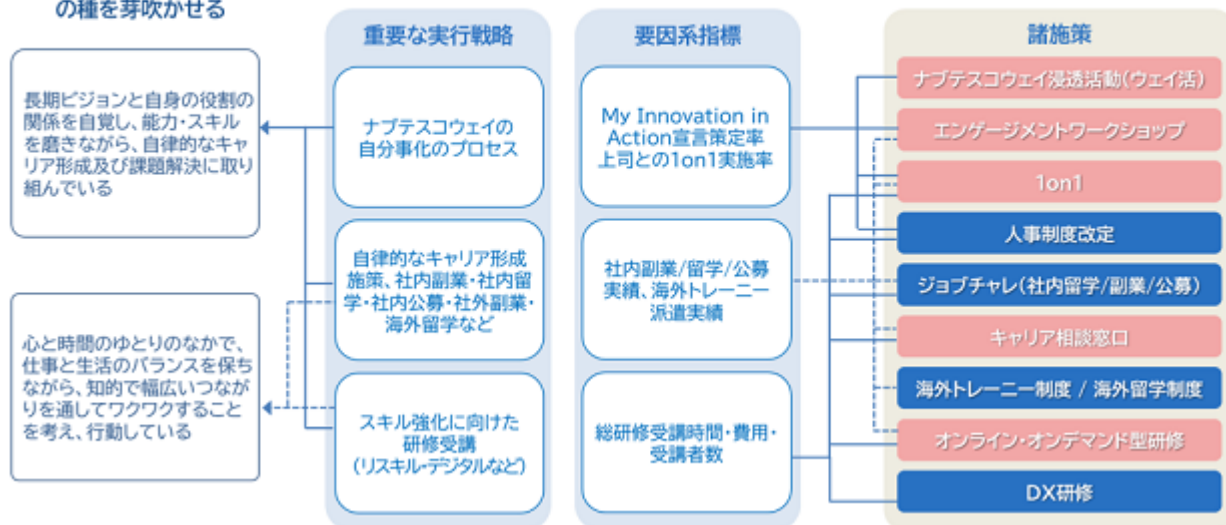 の種を芽吹かせる
長期ビジョンと自身の役割の
関係を自覚し、能力・スキル
を磨きながら、自律的なキャ
リア形成及び課題解決に取り
組んでいる
心と時間のゆとりのなかで、
仕事と生活のバランスを保ち
ながら、知的で幅広いつなが
りを通してワクワクすること
を考え、行動している
重要な実行戦略
ナブテスコウェイの
自分事化のプロセス
自律的なキャリア形成
施策、社内副業・社内留
学・社内公募・社外副業・
海外留学など
スキル強化に向けた
研修受講
(リスキル・デジタルなど)
要因系指標
My Innovation in
Action宣言策定率
上司との1on1実施率
社内副業/留学/公募
実績、海外トレーニー
派遣実績
総研修受講時間・費用・
受講者数
諸施策
ナブテスコウェイ浸透活動(ウェイ活)
エンゲージメントワークショップ
1on1
人事制度改定
ジョブチャレ(社内留学/副業/公募)
キャリア相談窓口
海外トレーニー制度 / 海外留学制度
オンライン・オンデマンド型研修
DX研修